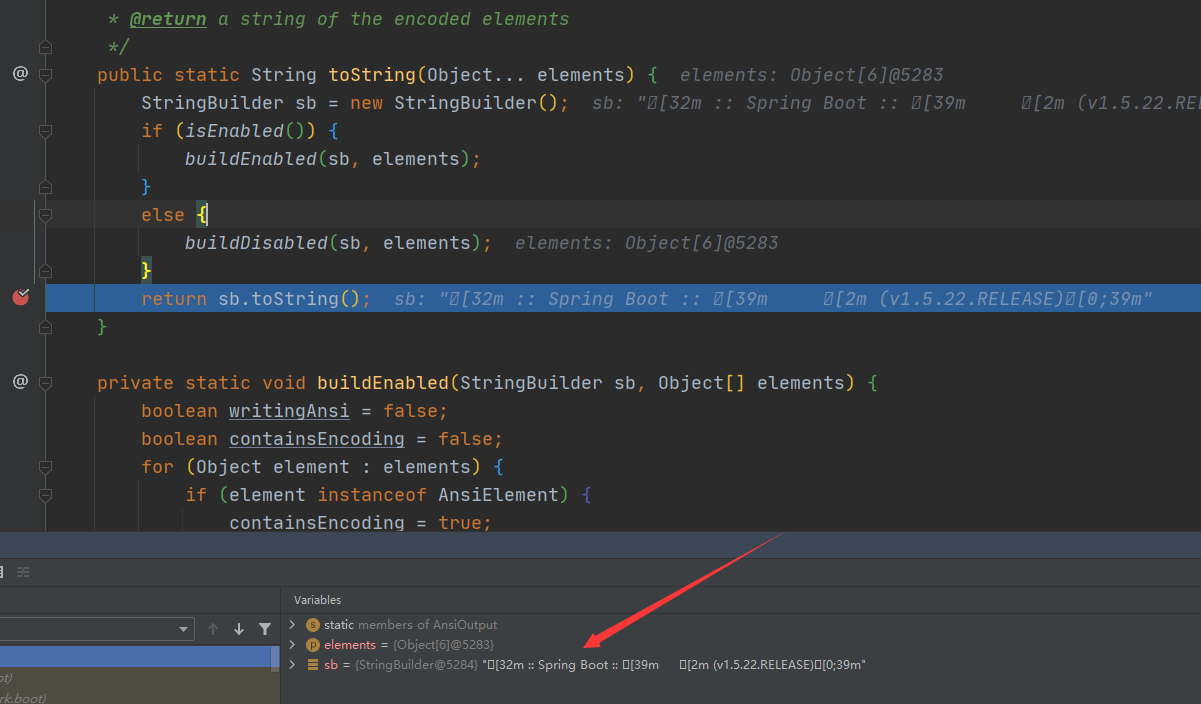 * @return a string of the encoded elements
*/
@ public static String toString(Object... elements) { elements: Object[6]@5283
StringBuilder sb = new StringBuilder(); sb: "▯[32m :: Spring Boot :: ▯[39m ▯[2m (v1.5.22.REL
if (isEnabled()) {
buildEnabled(sb, elements);
}
else {
buildDisabled(sb, elements); elements: Object[6]@5283
}
return sb.toString(); sb: "▯[32m :: Spring Boot :: ▯[39m ▯[2m (v1.5.22.RELEASE)▯[0;39m"
}
@ private static void buildEnabled(StringBuilder sb, Object[] elements) {
boolean writingAnsi = false;
boolean containsEncoding = false;
for (Object element : elements) {
if (element instanceof AnsiElement) {
containsEncoding = true;
Variables
s static members of AnsiOutput
p elements = {Object[6]@5283}
sb = {StringBuilder@5284} "▯[32m :: Spring Boot :: ▯[39m ▯[2m (v1.5.22.RELEASE)▯[0;39m"
ot)
rk.boot)